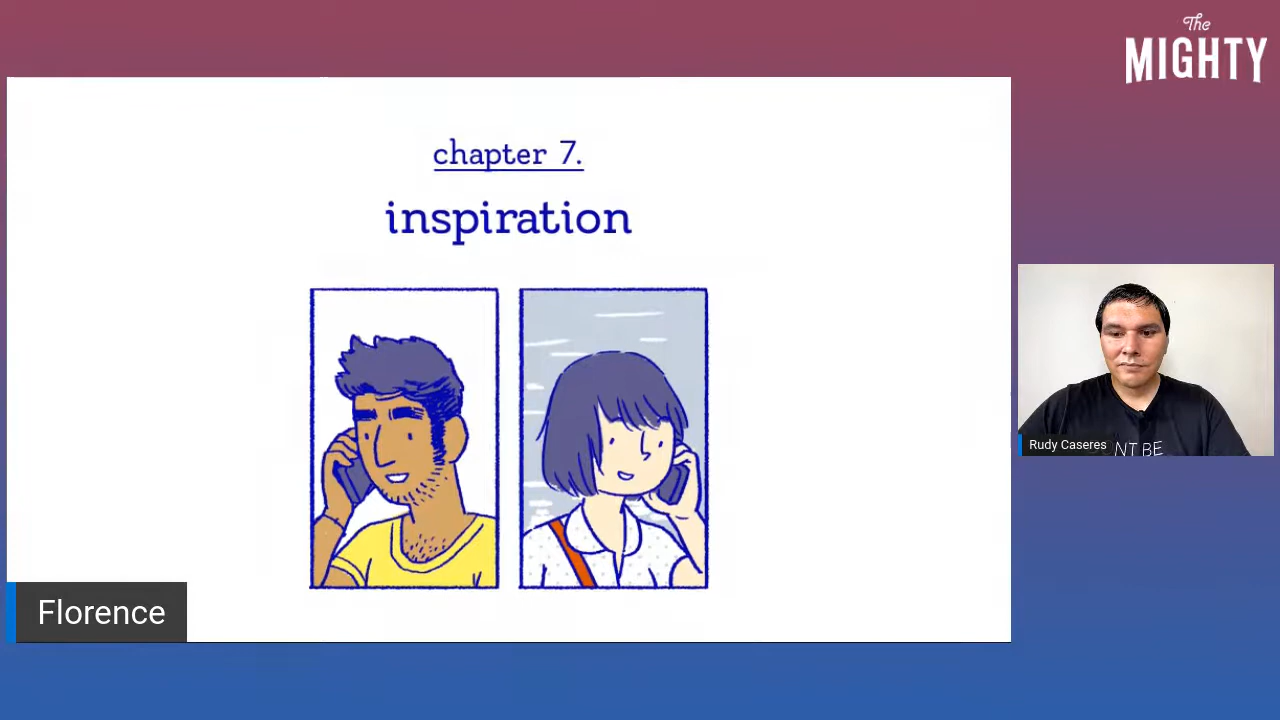 The
MIGHTY
chapter 7.
inspiration
Rudy Caseres
NT BE
Florence